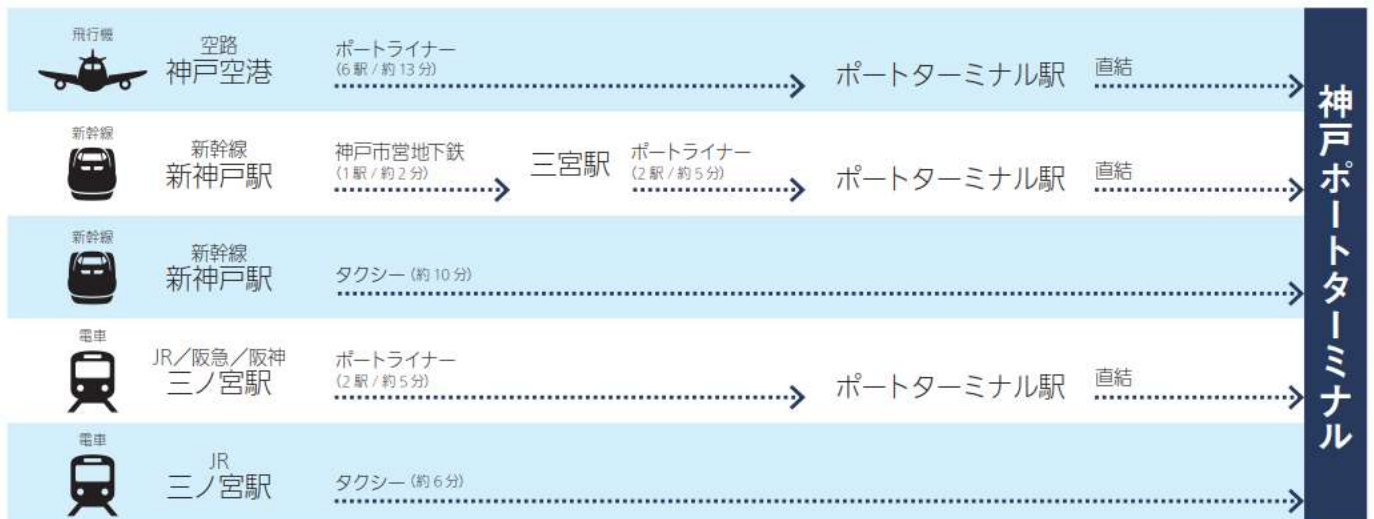 飛行機
空路
神戸空港
ポートライナー
(6駅 / 約13分)
ポートターミナル駅
直結
新幹線
新幹線
新神戸駅
神戸市営地下鉄
(1駅 / 約2分)
三宮駅
ポートライナー
(2駅 / 約5分)
ポートターミナル駅
直結
新幹線
新幹線
新神戸駅
タクシー (約10分)
電車
JR／阪急／阪神
三ノ宮駅
ポートライナー
(2駅 / 約5分)
ポートターミナル駅
直結
電車
JR
三ノ宮駅
タクシー (約6分)
神戸ポートターミナル